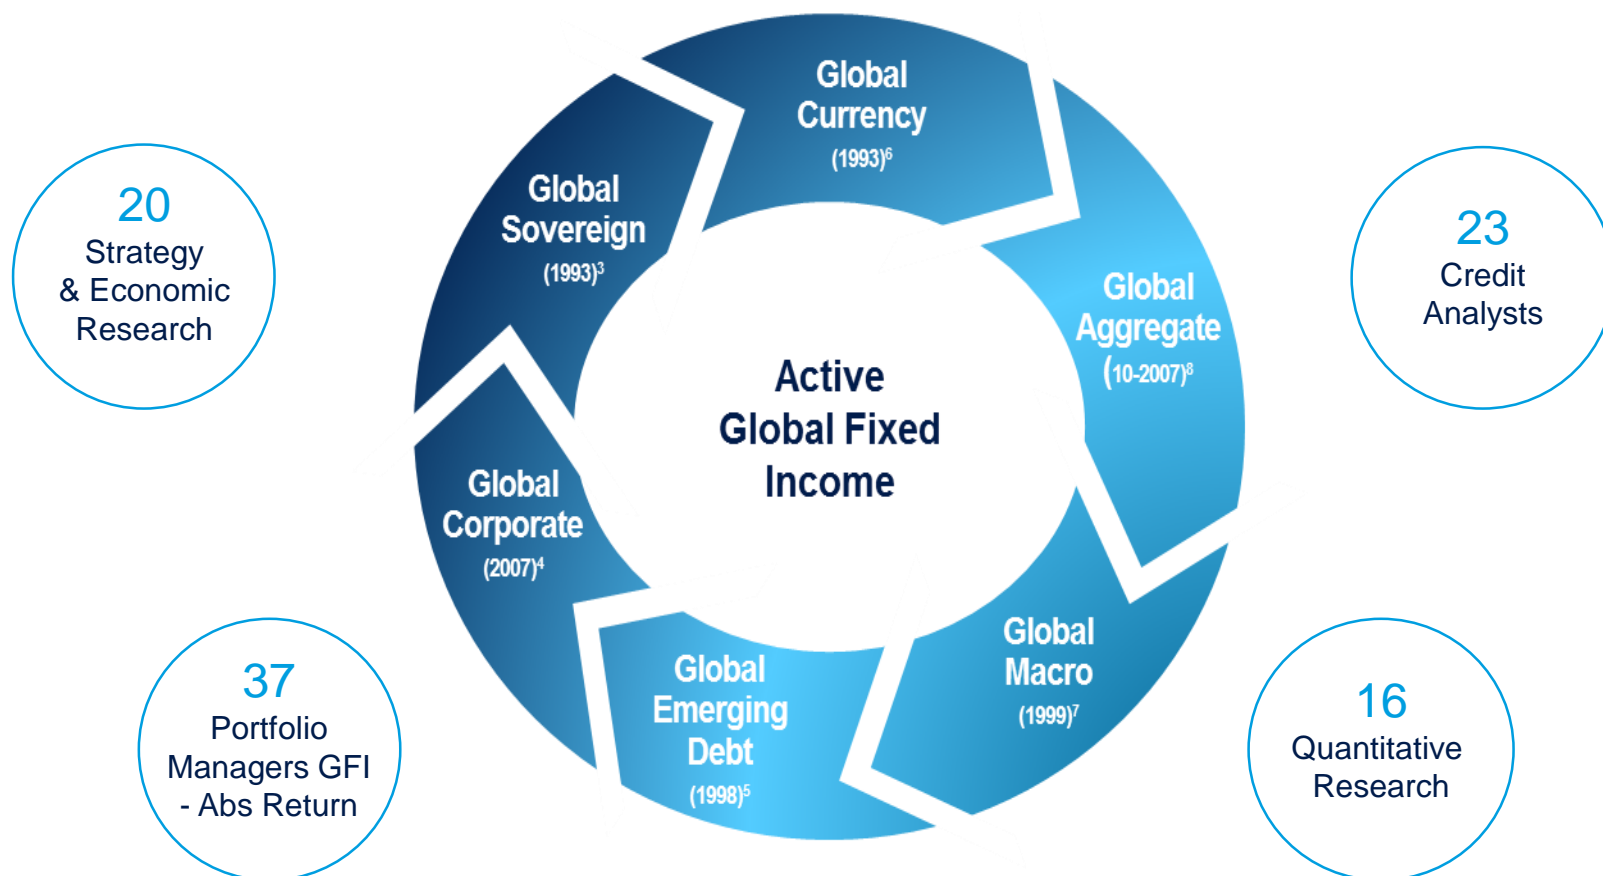 Global
Currency
(1993)⁶
Global
Sovereign
(1993)³
Global
Aggregate
(10-2007)⁸
Global
Corporate
(2007)⁴
Global
Macro
(1999)⁷
Global
Emerging
Debt
(1998)⁵
Active
Global Fixed
Income
20
Strategy
& Economic
Research
23
Credit
Analysts
37
Portfolio
Managers GFI
- Abs Return
16
Quantitative
Research